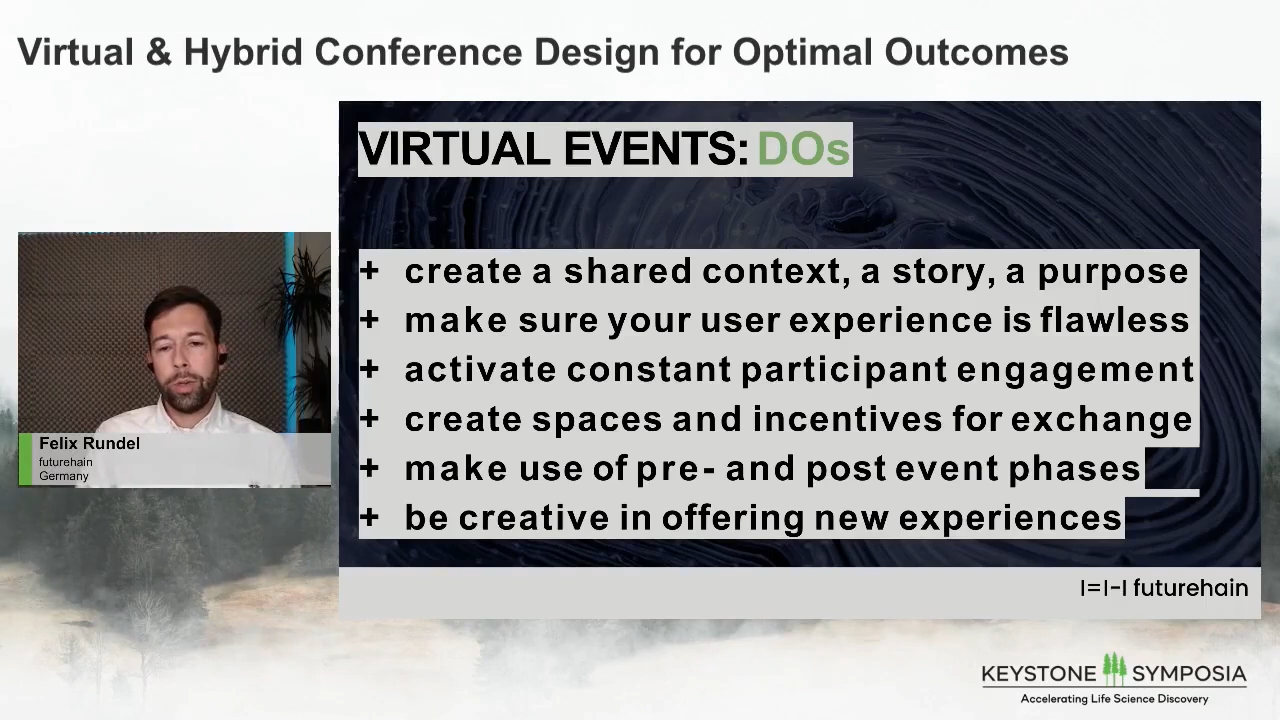 Virtual & Hybrid Conference Design for Optimal Outcomes
VIRTUAL EVENTS: DOs
+ create a shared context, a story, a purpose
+ make sure your user experience is flawless
+ activate constant participant engagement
+ create spaces and incentives for exchange
+ make use of pre- and post event phases
+ be creative in offering new experiences
Felix Rundel
futurehain
Germany
I=I-I futurehain
KEYSTONE SYMPOSIA
Accelerating Life Science Discovery